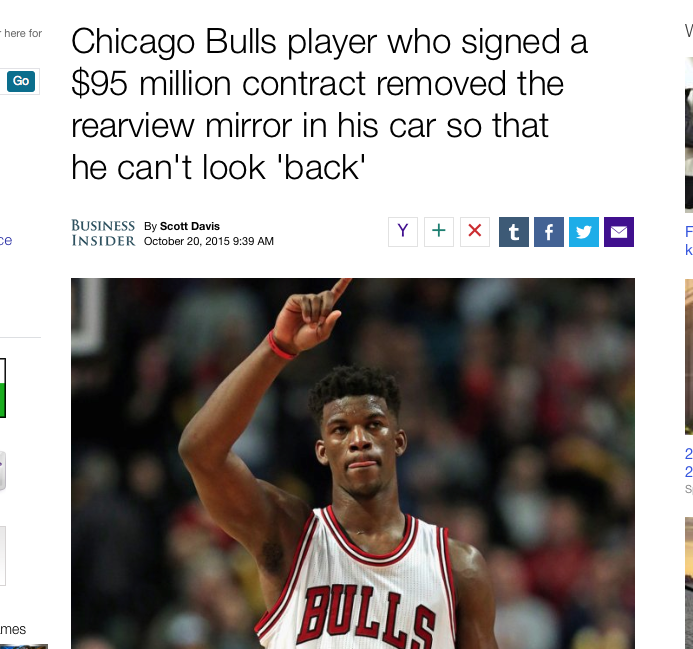 here for
Go
Chicago Bulls player who signed a
$95 million contract removed the
rearview mirror in his car so that
he can't look 'back'
BUSINESS
INSIDER
By Scott Davis
October 20, 2015 9:39 AM
Y
+
t
f
ce
F
k
2
2
BULLS